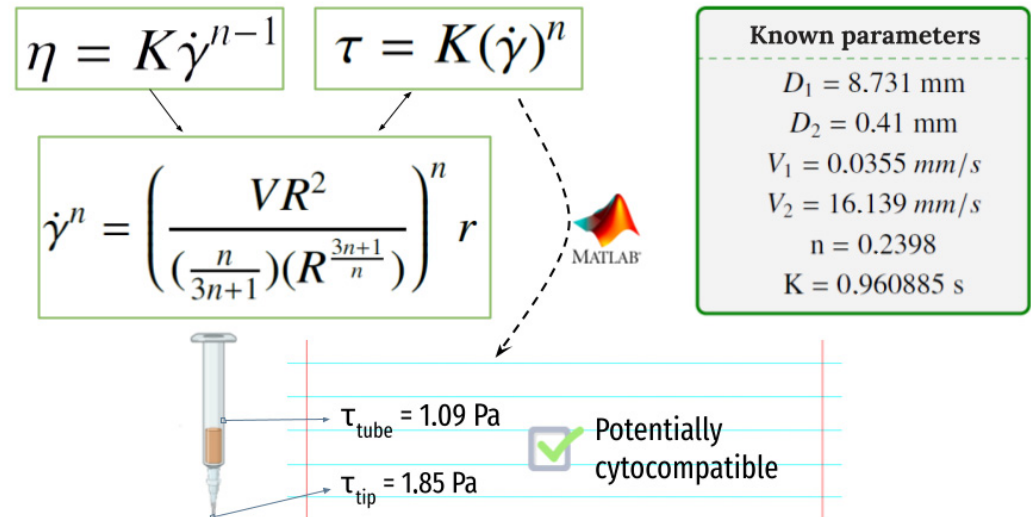 η = Kγ̇ⁿ⁻¹
τ = K(γ̇)ⁿ
γ̇ⁿ = (VR² / ((n/(3n+1))(R^((3n+1)/n))))ⁿ r
MATLAB
Known parameters
D₁ = 8.731 mm
D₂ = 0.41 mm
V₁ = 0.0355 mm/s
V₂ = 16.139 mm/s
n = 0.2398
K = 0.960885 s
τ_tube = 1.09 Pa
τ_tip = 1.85 Pa
Potentially
cytocompatible